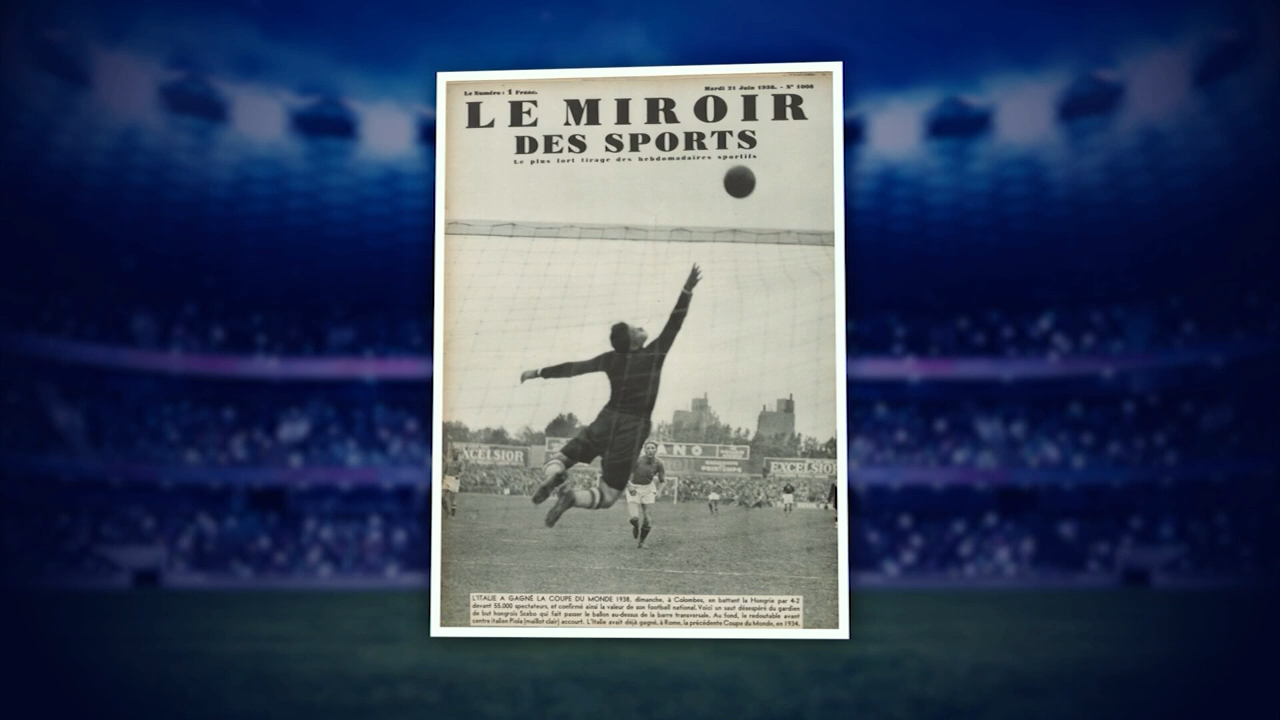 Le Numéro : 1 Franc.
Mardi 21 Juin 1938. - N° 1008
LE MIROIR
DES SPORTS
Le plus fort tirage des hebdomadaires sportifs
EXCELSIOR
ANO
EXCELSIOR
L'ITALIE A GAGNÉ LA COUPE DU MONDE 1938, dimanche, à Colombes, en battant la Hongrie par 4-2
devant 55.000 spectateurs, et confirmé ainsi la valeur de son football national. Voici un saut désespéré du gardien
de but hongrois Szabo qui fait passer le ballon au-dessus de la barre transversale. Au fond, le redoutable avant
centre italien Piola (maillot clair) accourt. L'Italie avait déjà gagné, à Rome, la précédente Coupe du Monde, en 1934.